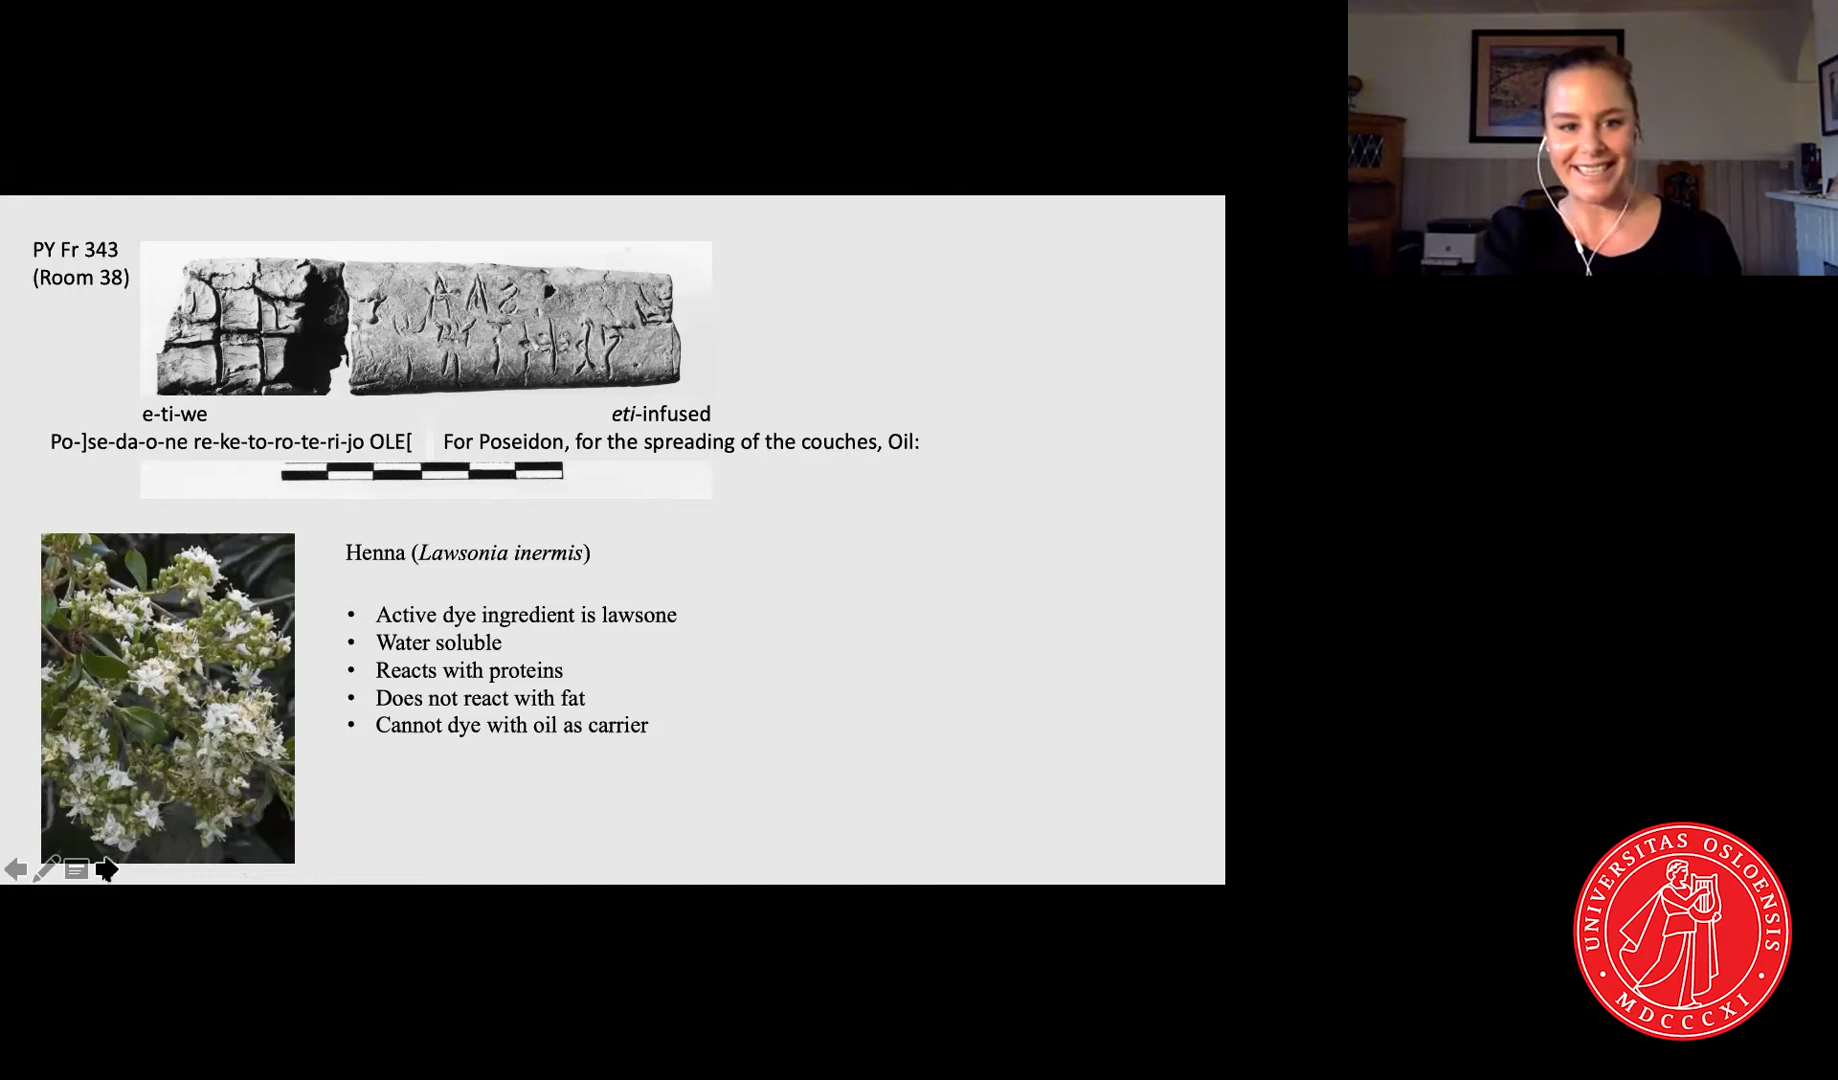 PY Fr 343
(Room 38)
e-ti-we
eti-infused
Po-]se-da-o-ne re-ke-to-ro-te-ri-jo OLE[
For Poseidon, for the spreading of the couches, Oil:
Henna (Lawsonia inermis)
• Active dye ingredient is lawsone
• Water soluble
• Reacts with proteins
• Does not react with fat
• Cannot dye with oil as carrier
UNIVERSITAS OSLOENSIS
MDCCCXI